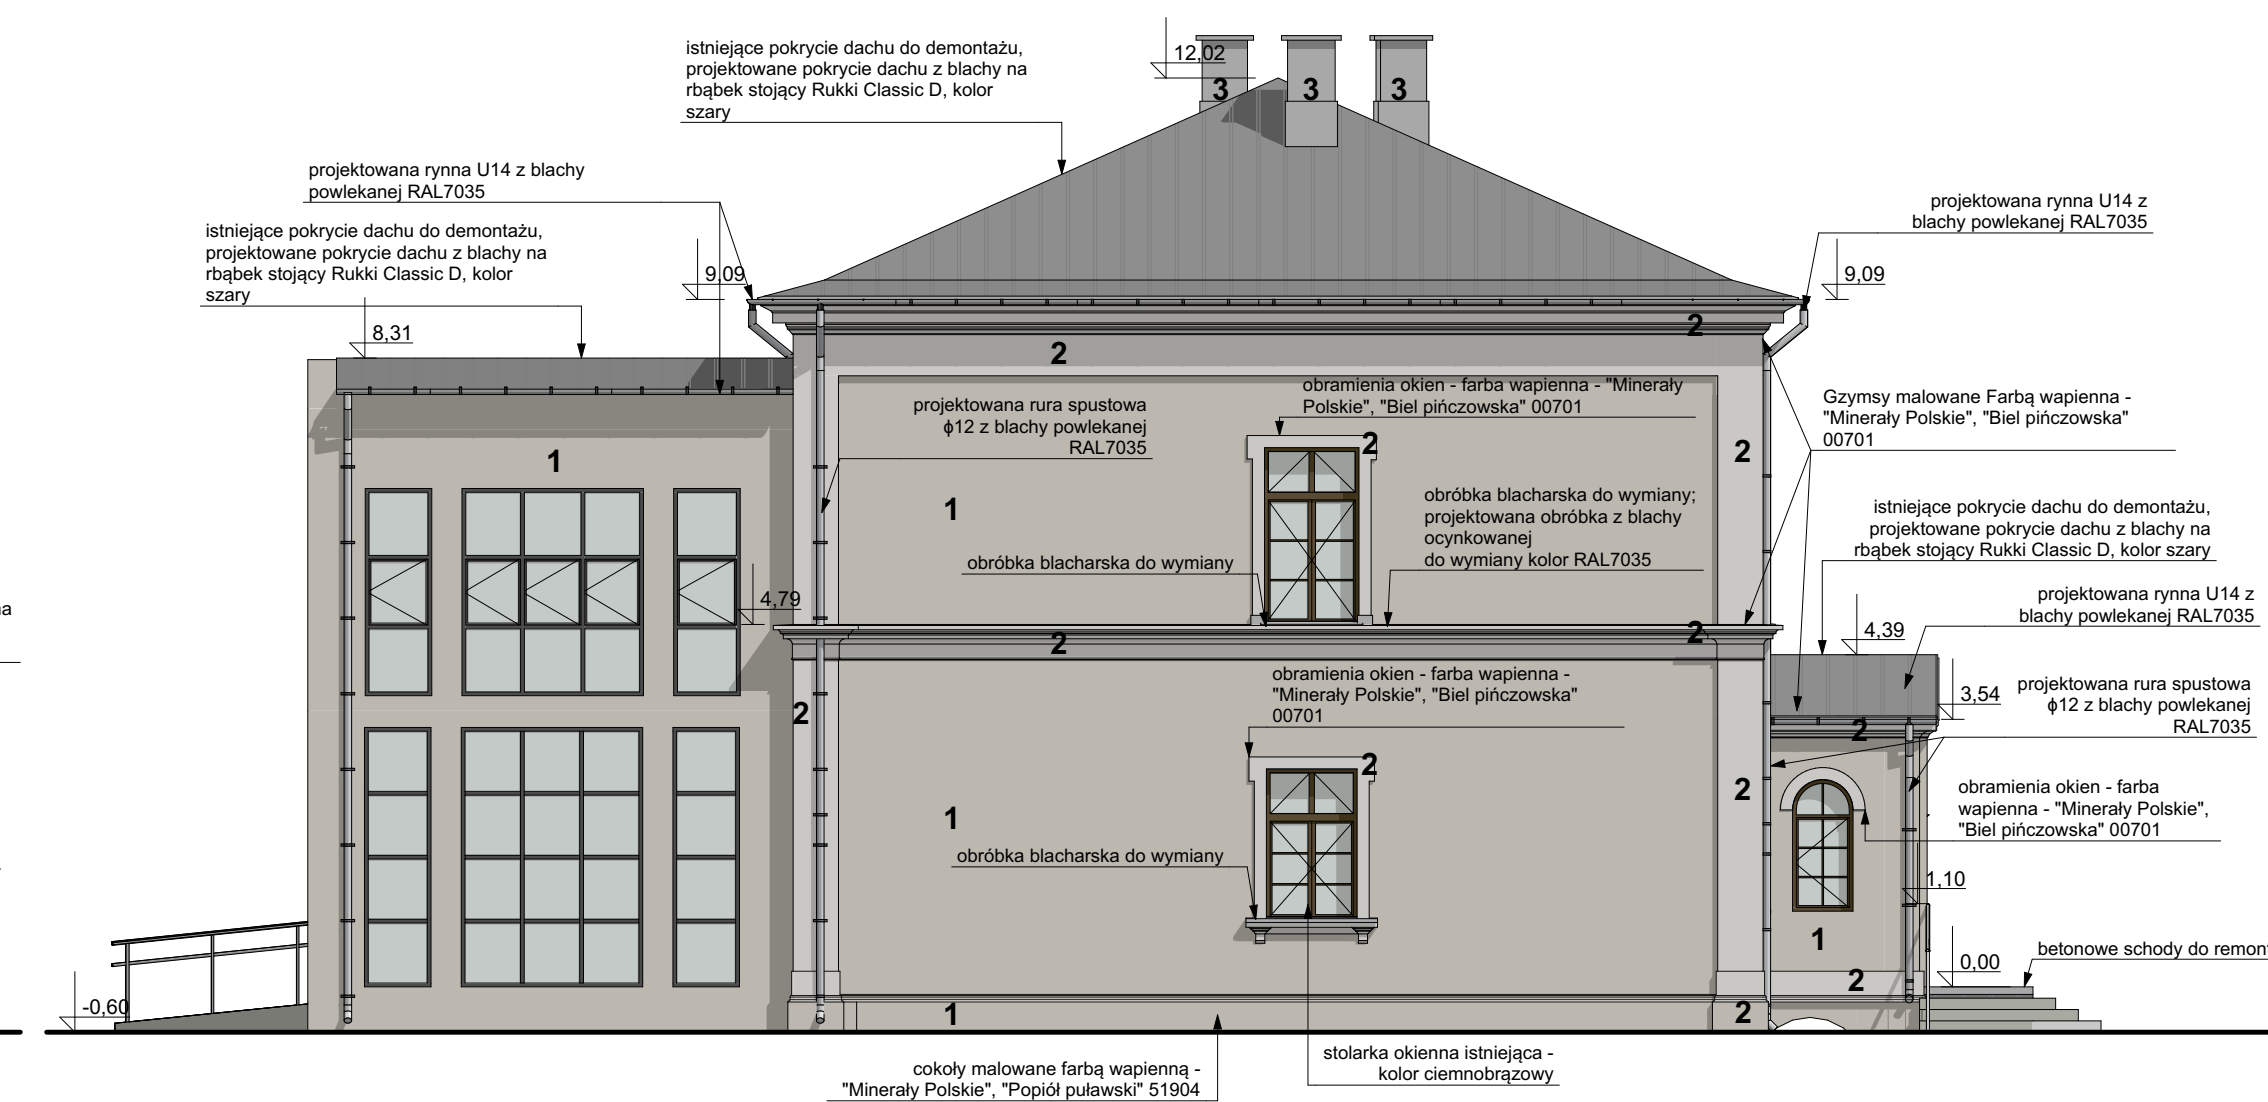 istniejące pokrycie dachu do demontażu,
projektowane pokrycie dachu z blachy na
rbąbek stojący Rukki Classic D, kolor
szary
12,02
3
3
3
projektowana rynna U14 z blachy
powlekanej RAL7035
istniejące pokrycie dachu do demontażu,
projektowane pokrycie dachu z blachy na
rbąbek stojący Rukki Classic D, kolor
szary
8,31
9,09
projektowana rynna U14 z
blachy powlekanej RAL7035
9,09
2
2
obramienia okien - farba wapienna - "Minerały
Polskie", "Biel pińczowska" 00701
projektowana rura spustowa
ϕ12 z blachy powlekanej
RAL7035
Gzymsy malowane Farbą wapienna -
"Minerały Polskie", "Biel pińczowska"
00701
1
2
2
1
obróbka blacharska do wymiany;
projektowana obróbka z blachy
ocynkowanej
do wymiany kolor RAL7035
obróbka blacharska do wymiany
istniejące pokrycie dachu do demontażu,
projektowane pokrycie dachu z blachy na
rbąbek stojący Rukki Classic D, kolor szary
4,79
na
projektowana rynna U14 z
blachy powlekanej RAL7035
4,39
2
2
obramienia okien - farba wapienna -
"Minerały Polskie", "Biel pińczowska"
00701
projektowana rura spustowa
ϕ12 z blachy powlekanej
RAL7035
3,54
2
2
2
2
1
obramienia okien - farba
wapienna - "Minerały Polskie",
"Biel pińczowska" 00701
obróbka blacharska do wymiany
1,10
1
betonowe schody do remon
0,00
2
-0,60
1
2
stolarka okienna istniejąca -
kolor ciemnobrązowy
cokoły malowane farbą wapienną -
"Minerały Polskie", "Popiół puławski" 51904